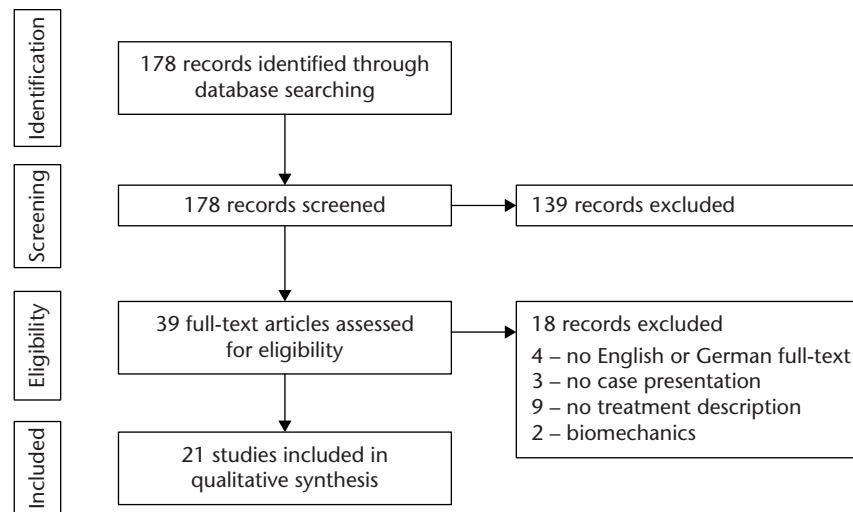 Identification
178 records identified through
database searching
Screening
178 records screened
139 records excluded
Eligibility
39 full-text articles assessed
for eligibility
18 records excluded
4 – no English or German full-text
3 – no case presentation
9 – no treatment description
2 – biomechanics
Included
21 studies included in
qualitative synthesis